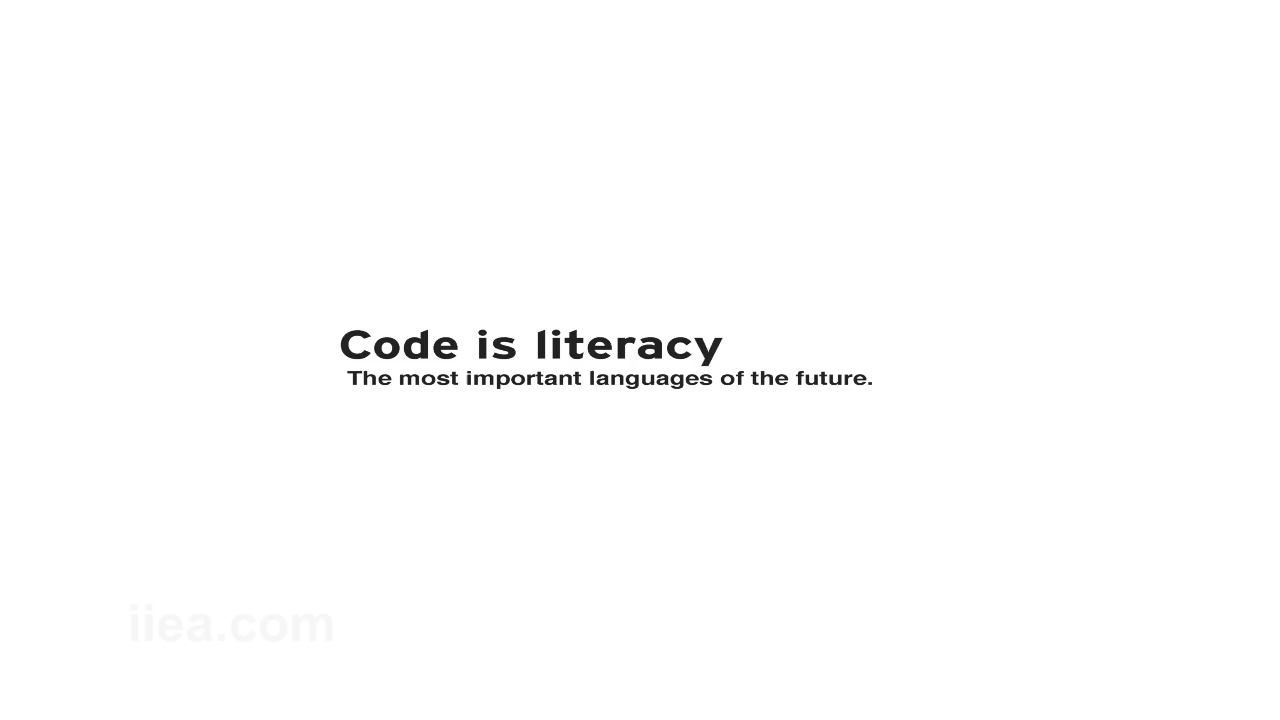 Code is literacy
The most important languages of the future.
iiea.com